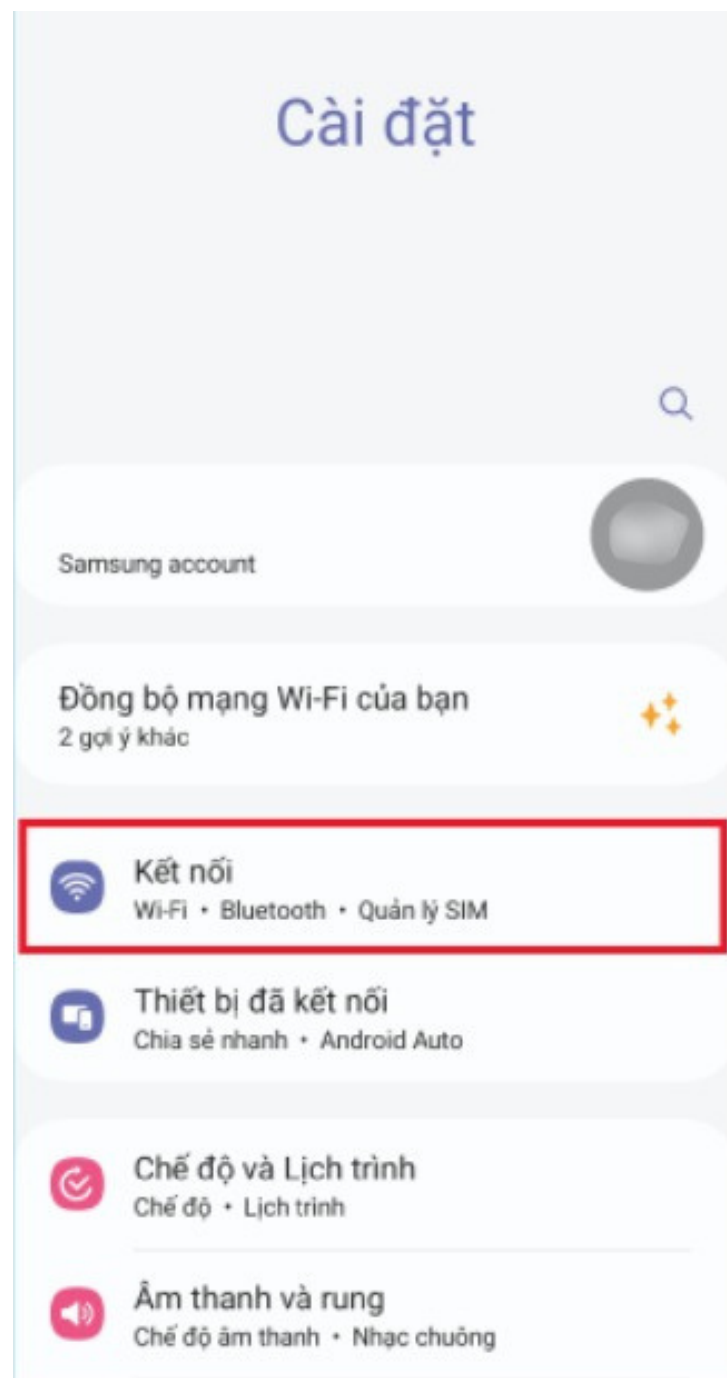 Cài đặt
Samsung account
Đồng bộ mạng Wi-Fi của bạn
2 gợi ý khác
Kết nối
Wi-Fi • Bluetooth • Quản lý SIM
Thiết bị đã kết nối
Chia sẻ nhanh • Android Auto
Chế độ và Lịch trình
Chế độ • Lịch trình
Âm thanh và rung
Chế độ âm thanh • Nhạc chuông